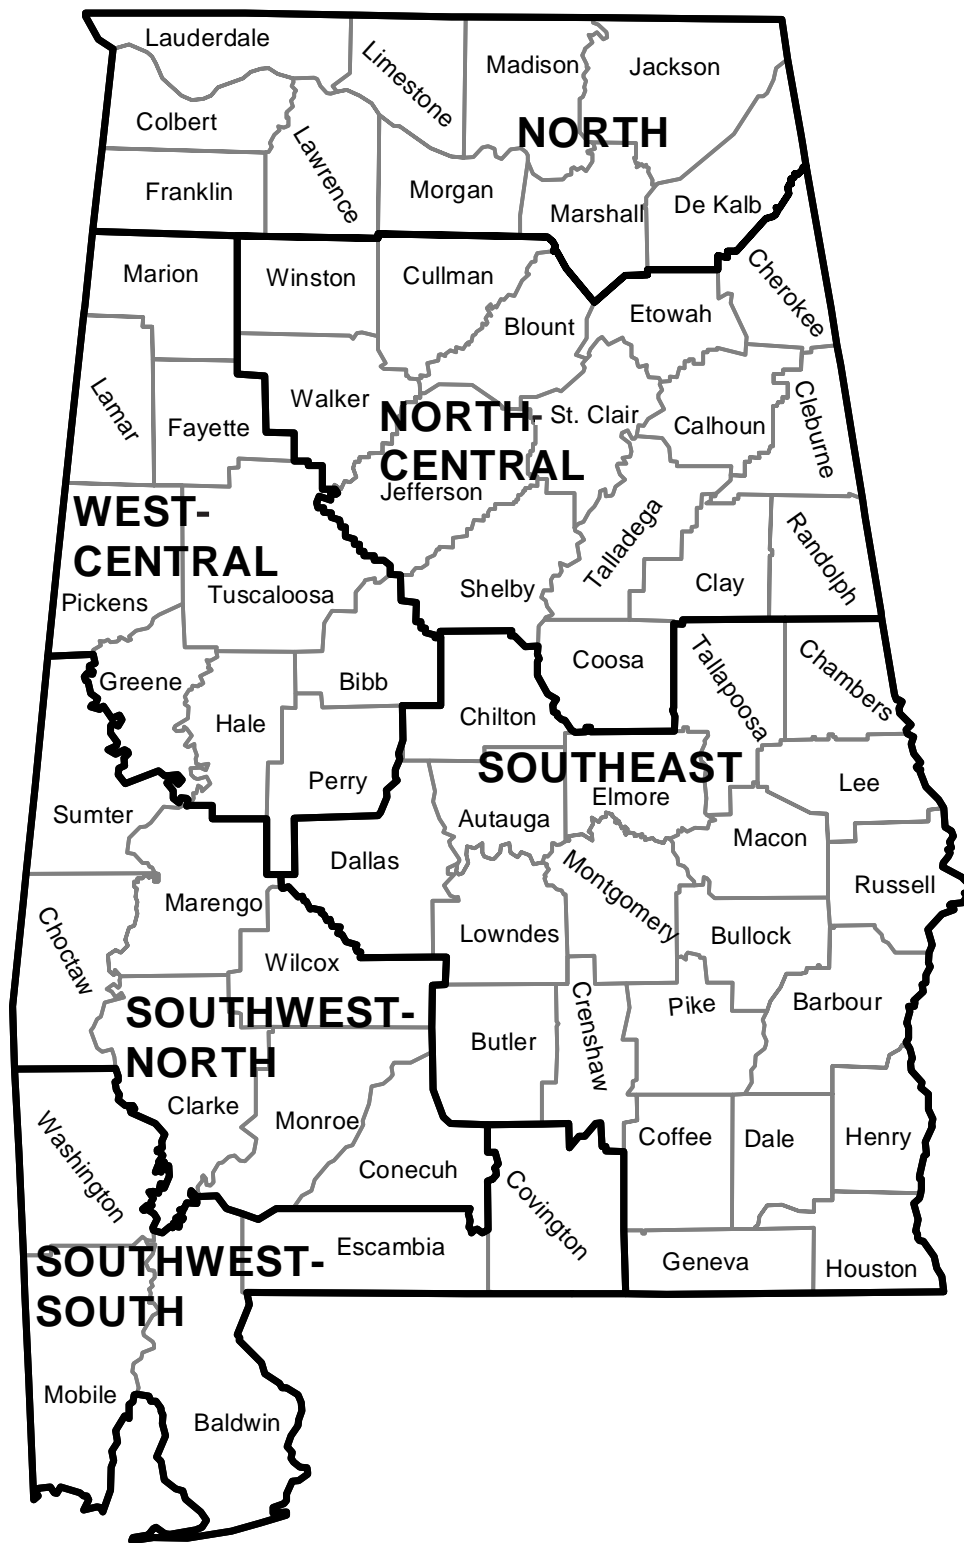 Lauderdale
Limestone
Madison
Jackson
Colbert
Lawrence
NORTH
Franklin
Morgan
Marshall
De Kalb
Marion
Winston
Cullman
Cherokee
Blount
Etowah
Lamar
Fayette
Walker
NORTH-
CENTRAL
St. Clair
Calhoun
Cleburne
Jefferson
WEST-
CENTRAL
Talladega
Randolph
Pickens
Tuscaloosa
Shelby
Clay
Greene
Hale
Bibb
Coosa
Tallapoosa
Chambers
Chilton
SOUTHEAST
Perry
Elmore
Lee
Sumter
Autauga
Macon
Dallas
Montgomery
Russell
Choctaw
Marengo
Lowndes
Bullock
Wilcox
SOUTHWEST-
NORTH
Butler
Crenshaw
Pike
Barbour
Clarke
Monroe
Washington
Conecuh
Covington
Coffee
Dale
Henry
SOUTHWEST-
SOUTH
Escambia
Geneva
Houston
Mobile
Baldwin